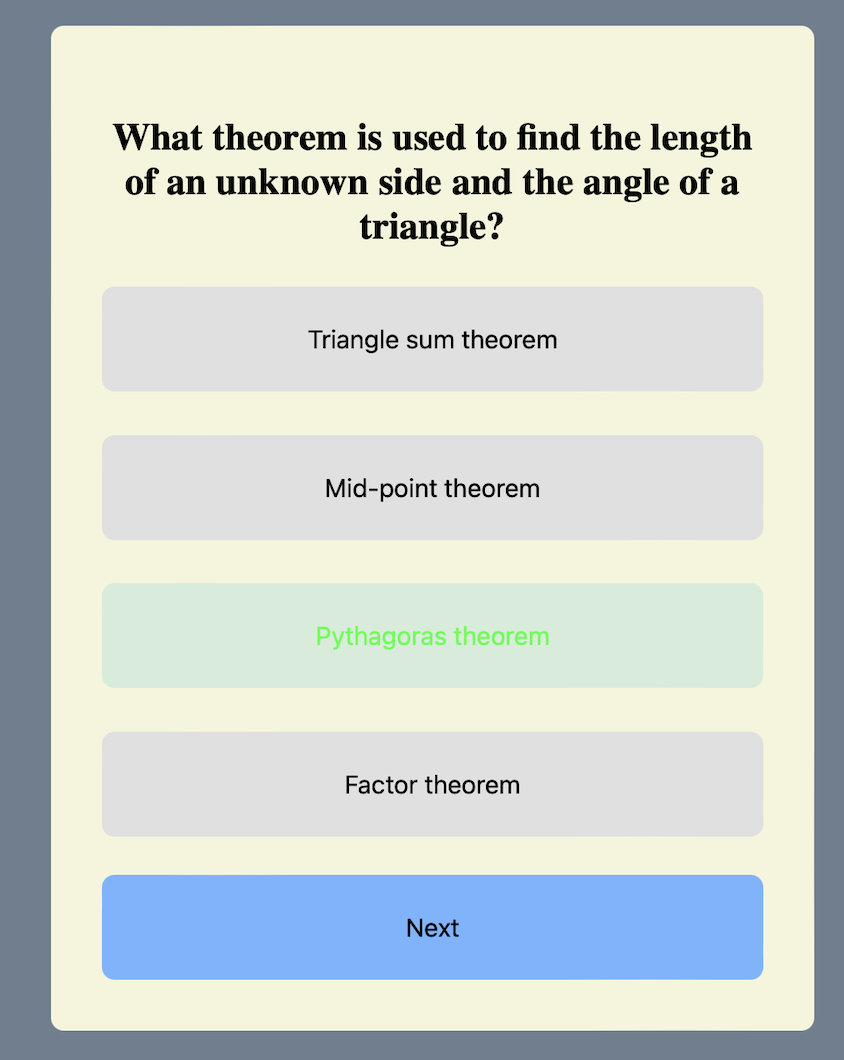 What theorem is used to find the length
of an unknown side and the angle of a
triangle?
Triangle sum theorem
Mid-point theorem
Pythagoras theorem
Factor theorem
Next